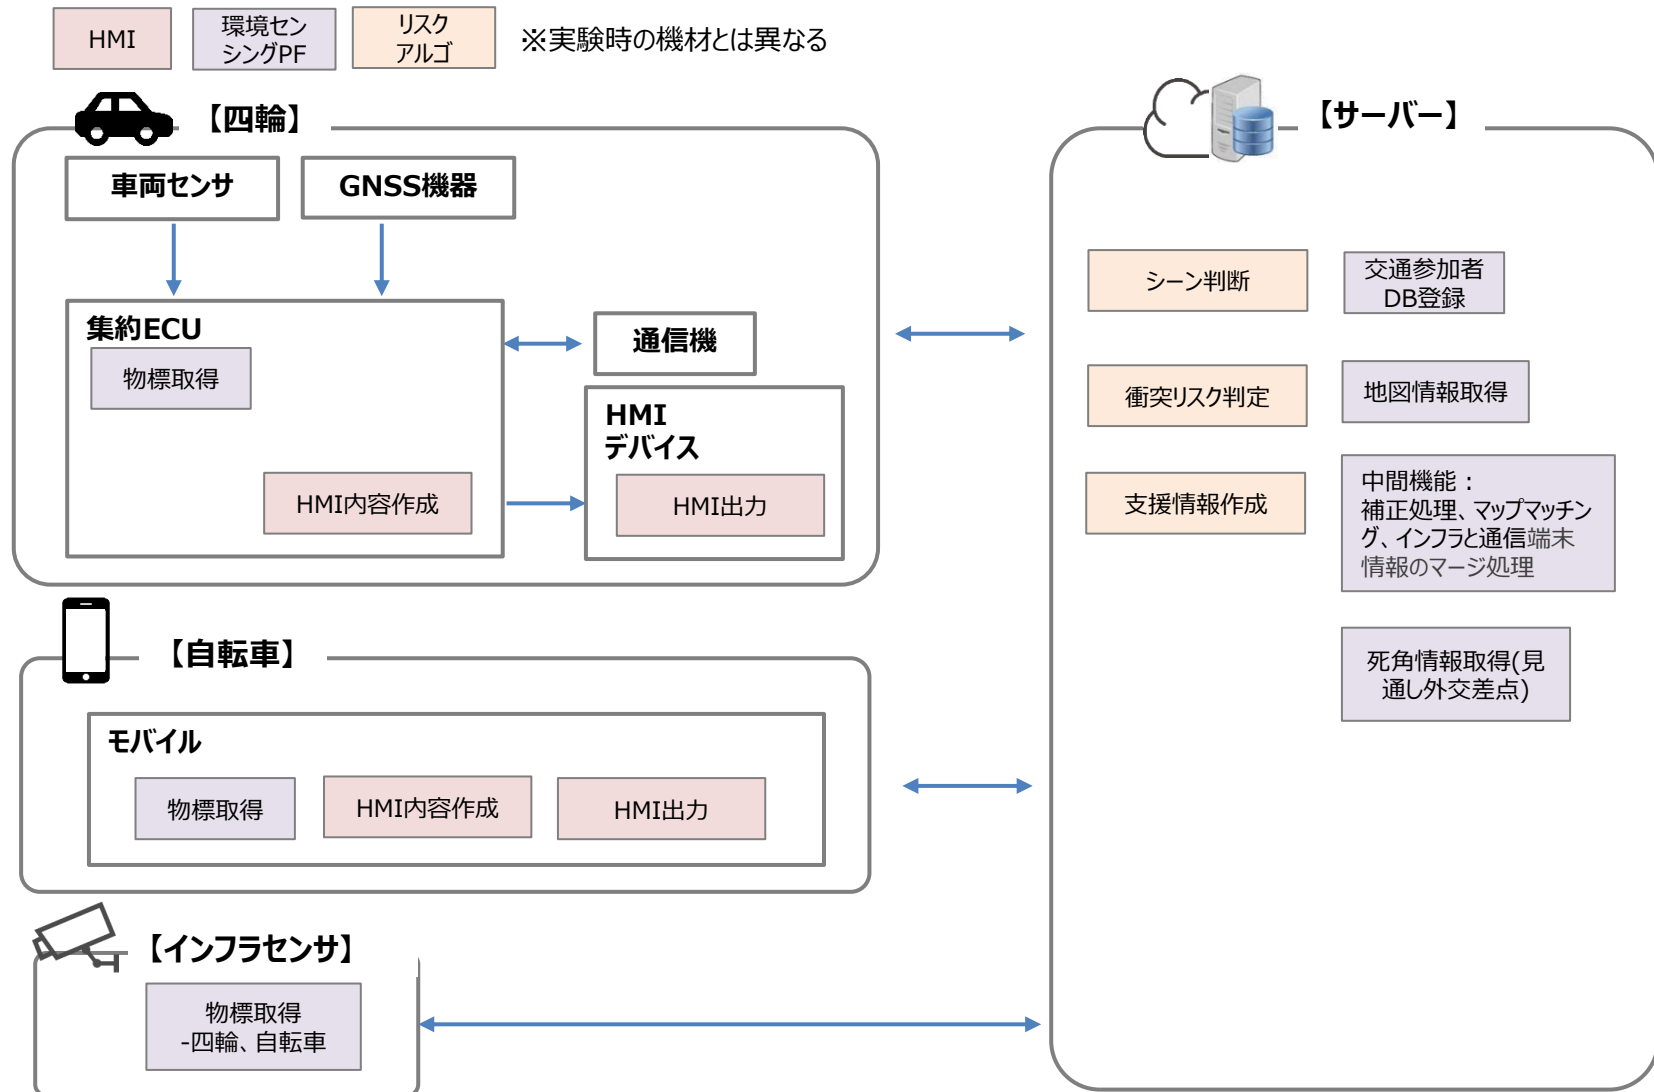 HMI
環境セン
シングPF
リスク
アルゴ
※実験時の機材とは異なる
【四輪】
車両センサ
GNSS機器
集約ECU
物標取得
HMI内容作成
通信機
HMI
デバイス
HMI出力
【自転車】
モバイル
物標取得
HMI内容作成
HMI出力
【インフラセンサ】
物標取得
-四輪、自転車
【サーバー】
シーン判断
交通参加者
DB登録
衝突リスク判定
地図情報取得
支援情報作成
中間機能：
補正処理、マップマッチン
グ、インフラと通信端末
情報のマージ処理
死角情報取得(見
通し外交差点)